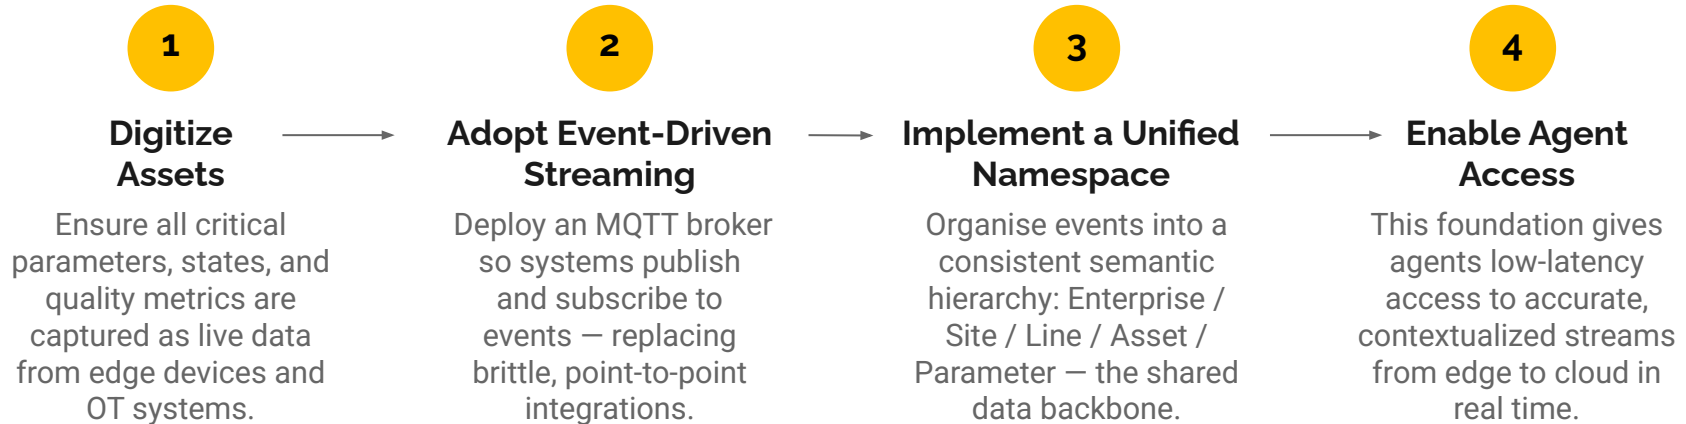 1
Digitize
Assets
Ensure all critical
parameters, states, and
quality metrics are
captured as live data
from edge devices and
OT systems.
2
Adopt Event-Driven
Streaming
Deploy an MQTT broker
so systems publish
and subscribe to
events — replacing
brittle, point-to-point
integrations.
3
Implement a Unified
Namespace
Organise events into a
consistent semantic
hierarchy: Enterprise /
Site / Line / Asset /
Parameter — the shared
data backbone.
4
Enable Agent
Access
This foundation gives
agents low-latency
access to accurate,
contextualized streams
from edge to cloud in
real time.